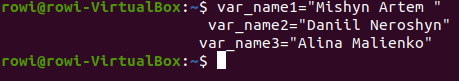 rowi@rowi-VirtualBox:~$ var_name1="Mishyn Artem "
var_name2="Daniil Neroshyn"
var_name3="Alina Malienko"
rowi@rowi-VirtualBox:~$